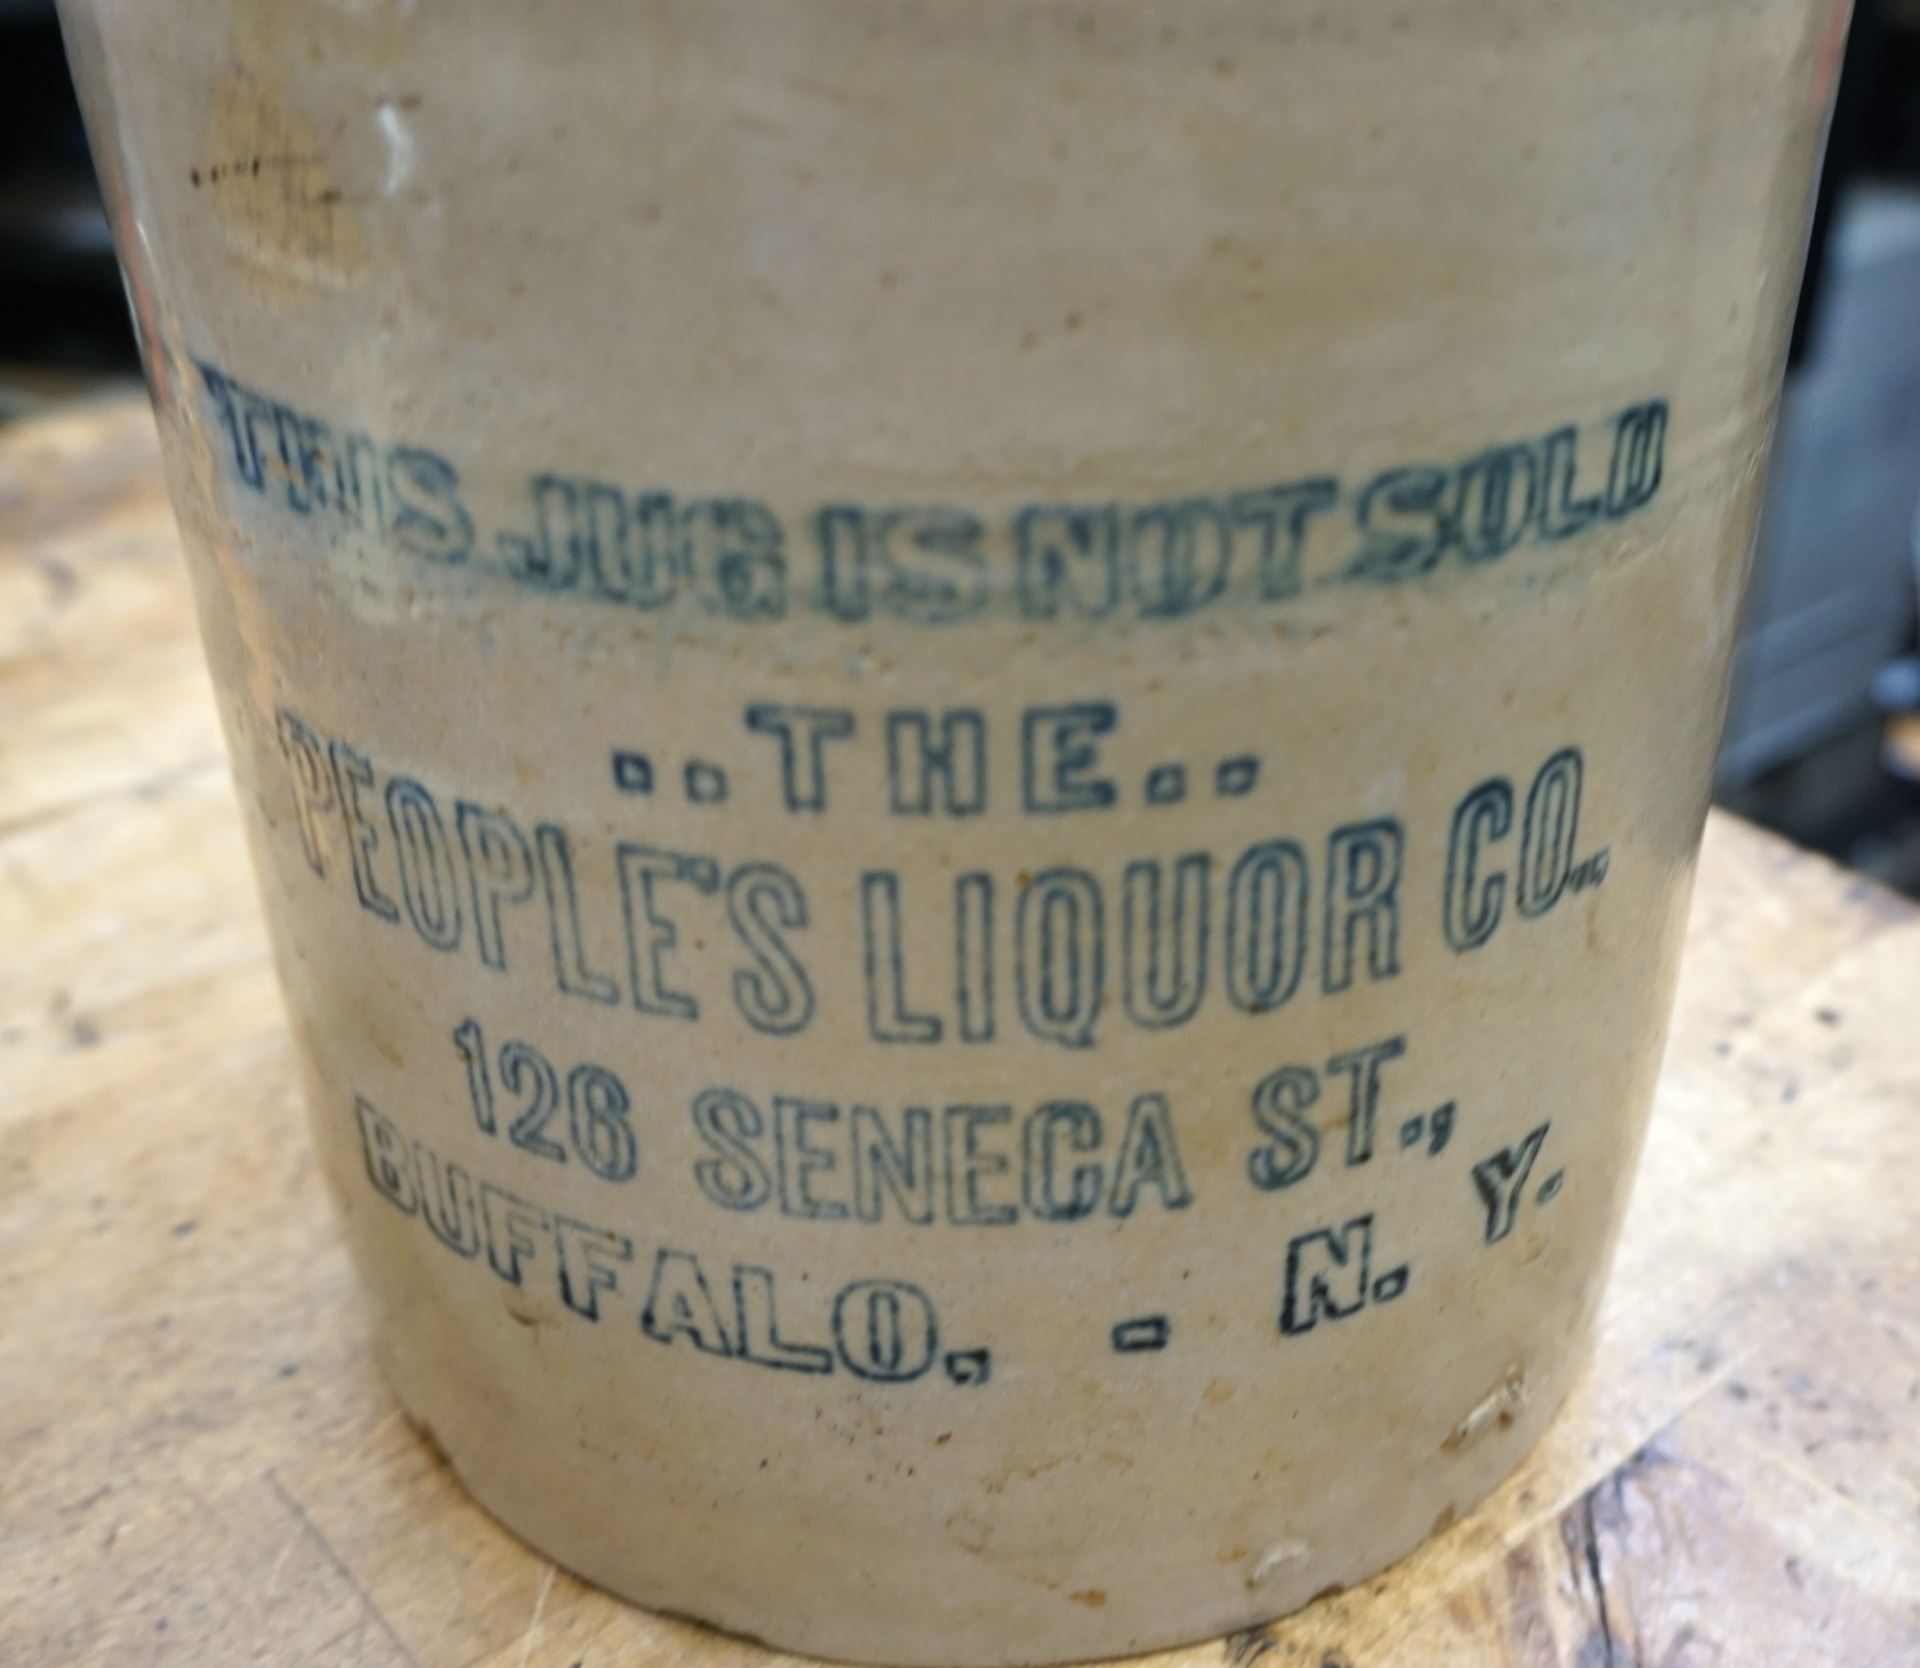 THIS JUG IS NOT SOLD
..THE..
PEOPLE'S LIQUOR CO.,
126 SENECA ST.,
BUFFALO, - N. Y.